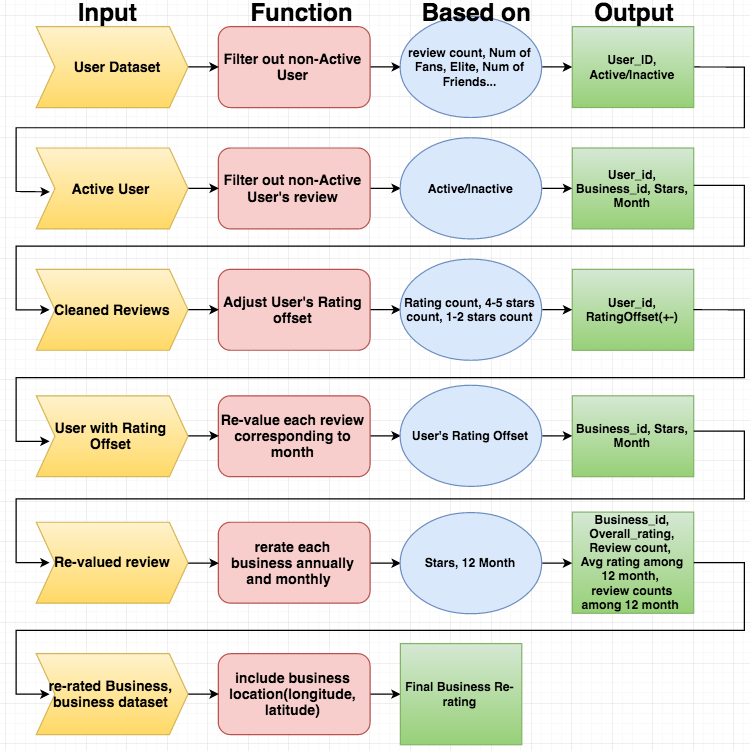 Input
Function
Based on
Output
User Dataset
Filter out non-Active
User
review count, Num of
Fans, Elite, Num of
Friends...
User_ID,
Active/Inactive
Active User
Filter out non-Active
User's review
Active/Inactive
User_id,
Business_id, Stars,
Month
Cleaned Reviews
Adjust User's Rating
offset
Rating count, 4-5 stars
count, 1-2 stars count
User_id,
RatingOffset(+-)
User with Rating
Offset
Re-value each review
corresponding to
month
User's Rating Offset
Business_id, Stars,
Month
Re-valued review
rerate each
business annually
and monthly
Stars, 12 Month
Business_id,
Overall_rating,
Review count,
Avg rating among
12 month,
review counts
among 12 month
re-rated Business,
business dataset
include business
location(longitude,
latitude)
Final Business Re-
rating